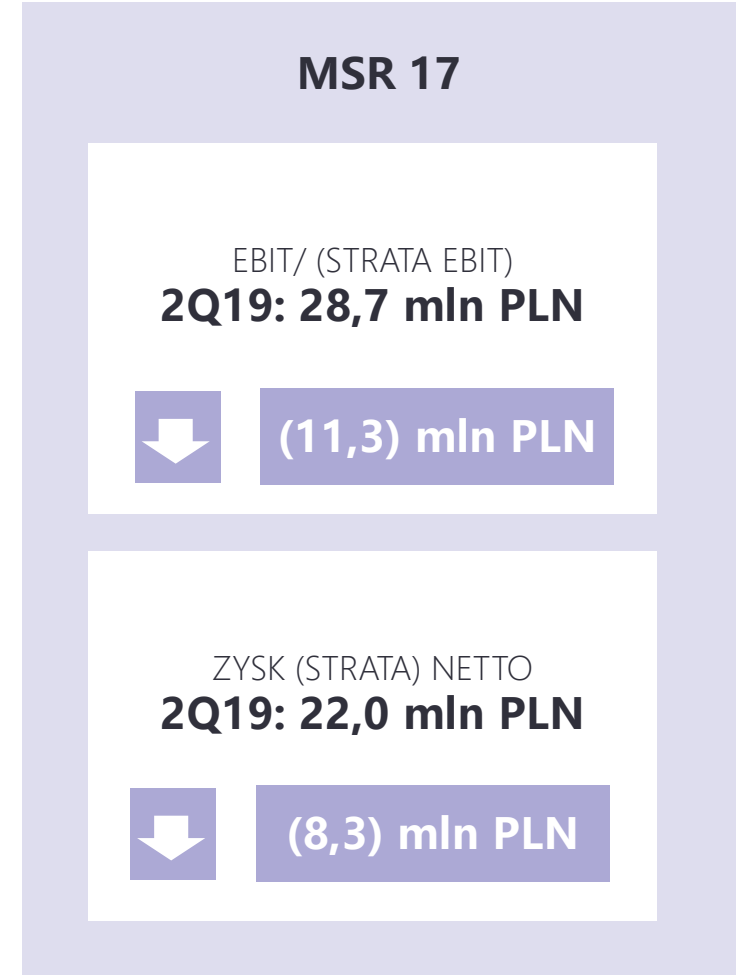 MSR 17
EBIT/ (STRATA EBIT)
2Q19: 28,7 mln PLN
(11,3) mln PLN
ZYSK (STRATA) NETTO
2Q19: 22,0 mln PLN
(8,3) mln PLN